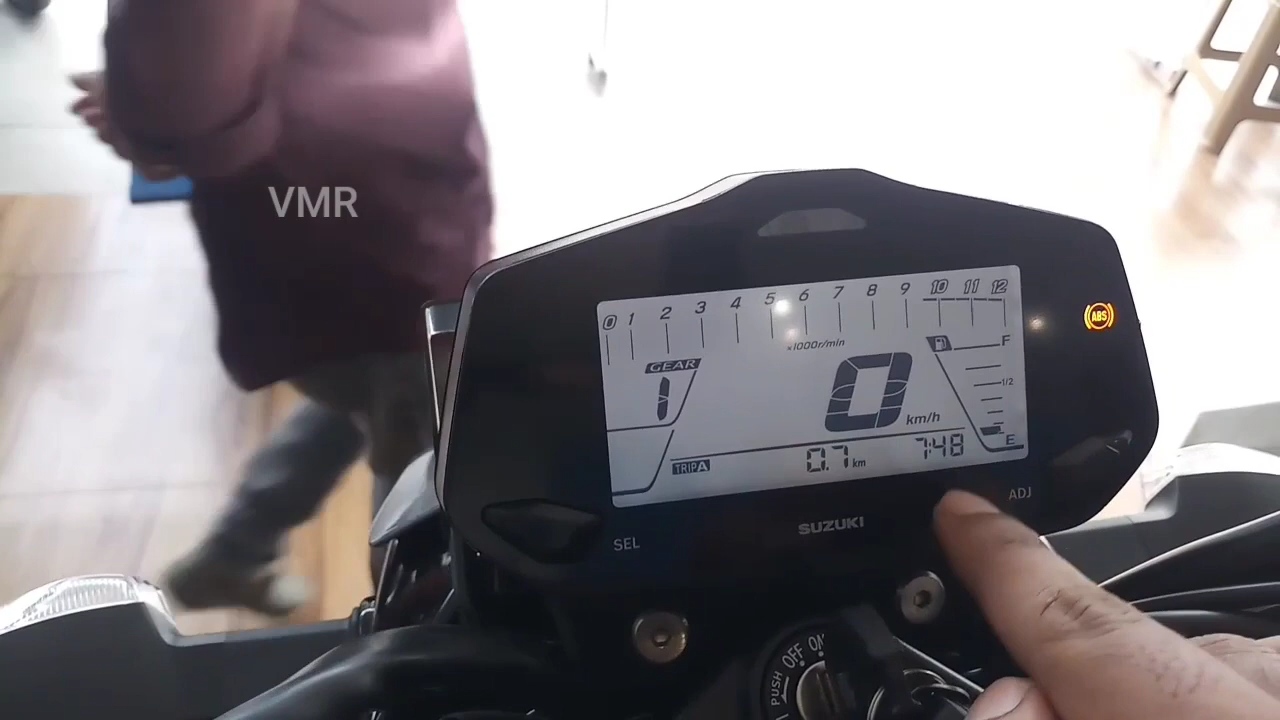 VMR
0 1 2 3 4 5 6 7 8 9 10 11 12
×1000r/min
GEAR
1
0
km/h
F
1/2
E
TRIP A
0.7 km
7:48
ABS
SEL
SUZUKI
ADJ
PUSH
OFF
ON